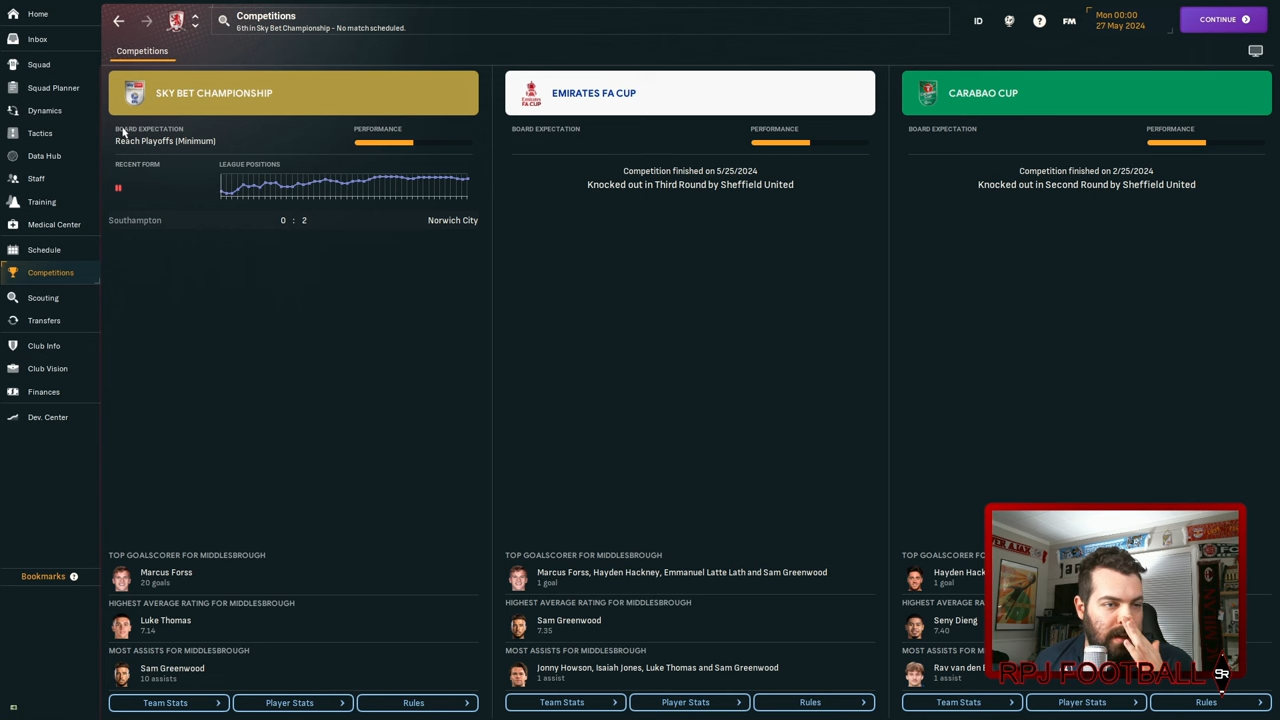 Home
Inbox
Squad
Squad Planner
Dynamics
Tactics
Data Hub
Staff
Training
Medical Center
Schedule
Competitions
Scouting
Transfers
Club Info
Club Vision
Finances
Dev. Center
Bookmarks ?
Competitions
6th in Sky Bet Championship - No match scheduled.
ID
?
FM
Mon 00:00
27 May 2024
CONTINUE
Competitions
SKY BET CHAMPIONSHIP
BOARD EXPECTATION
Reach Playoffs (Minimum)
PERFORMANCE
RECENT FORM
LEAGUE POSITIONS
Southampton 0 : 2 Norwich City
TOP GOALSCORER FOR MIDDLESBROUGH
Marcus Forss
20 goals
HIGHEST AVERAGE RATING FOR MIDDLESBROUGH
Luke Thomas
7.14
MOST ASSISTS FOR MIDDLESBROUGH
Sam Greenwood
10 assists
Team Stats
Player Stats
Rules
Emirates
FA CUP
EMIRATES FA CUP
BOARD EXPECTATION
PERFORMANCE
Competition finished on 5/25/2024
Knocked out in Third Round by Sheffield United
TOP GOALSCORER FOR MIDDLESBROUGH
Marcus Forss, Hayden Hackney, Emmanuel Latte Lath and Sam Greenwood
1 goal
HIGHEST AVERAGE RATING FOR MIDDLESBROUGH
Sam Greenwood
7.35
MOST ASSISTS FOR MIDDLESBROUGH
Jonny Howson, Isaiah Jones, Luke Thomas and Sam Greenwood
1 assist
Team Stats
Player Stats
Rules
CARABAO CUP
BOARD EXPECTATION
PERFORMANCE
Competition finished on 2/25/2024
Knocked out in Second Round by Sheffield United
TOP GOALSCORER FO
Hayden Hack
1 goal
HIGHEST AVERAGE RA
Seny Dieng
7.40
MOST ASSISTS FOR MI
Rav van den B
1 assist
Team Stats
Player Stats
Rules
AJAX
MILAN
RPJ FOOTBALL